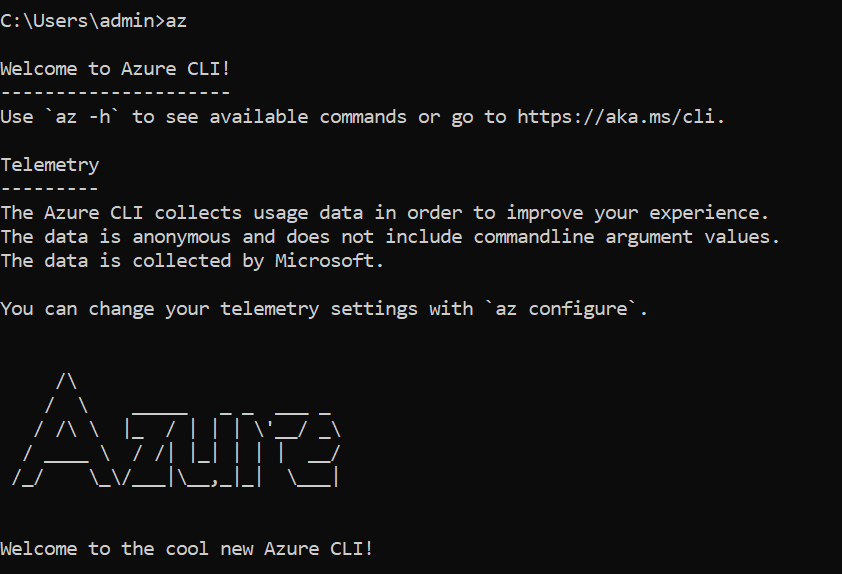 C:\Users\admin>az
Welcome to Azure CLI!
---------------------
Use `az -h` to see available commands or go to https://aka.ms/cli.
Telemetry
---------
The Azure CLI collects usage data in order to improve your experience.
The data is anonymous and does not include commandline argument values.
The data is collected by Microsoft.
You can change your telemetry settings with `az configure`.
     /\
    /  \    _____   _ _  ___ _
   / /\ \  |_  / | | | \'__/ _\
  / ____ \  / /| |_| | | |  __/
 /_/    \_\/___|\__,_|_|  \___|
Welcome to the cool new Azure CLI!